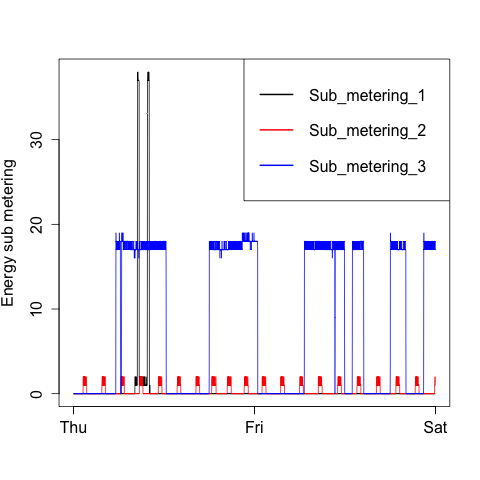 Sub_metering_1
Sub_metering_2
Sub_metering_3
Energy sub metering
30
20
10
0
Thu Fri Sat